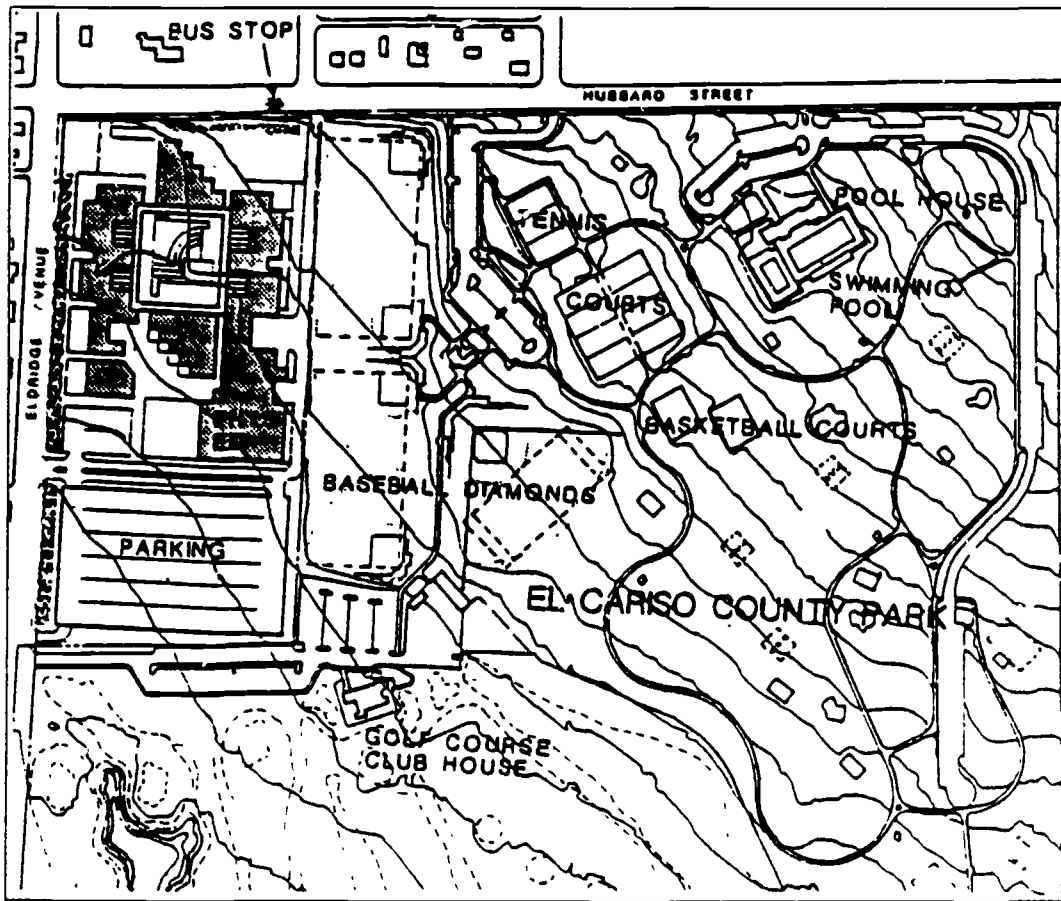 BUS STOP
HUBBARD STREET
POOL HOUSE
TENNIS
SWIMMING
POOL
COURTS
ELDRIDGE AVENUE
BASKETBALL COURTS
BASEBALL DIAMONDS
PARKING
EL CARISO COUNTY PARK
GOLF COURSE
CLUB HOUSE